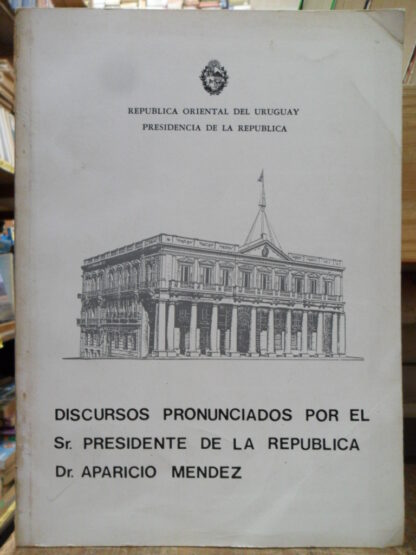 REPUBLICA ORIENTAL DEL URUGUAY
PRESIDENCIA DE LA REPUBLICA
DISCURSOS PRONUNCIADOS POR EL
Sr. PRESIDENTE DE LA REPUBLICA
Dr. APARICIO MENDEZ